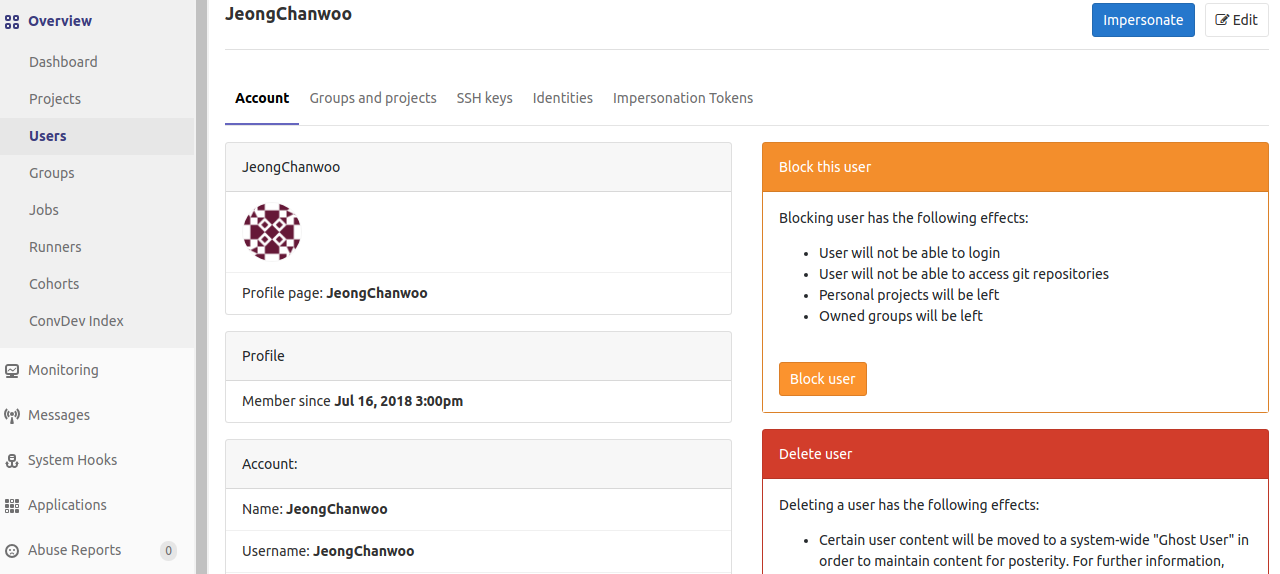 Overview
Dashboard
Projects
Users
Groups
Jobs
Runners
Cohorts
ConvDev Index
Monitoring
Messages
System Hooks
Applications
Abuse Reports 0
JeongChanwoo
Impersonate Edit
Account Groups and projects SSH keys Identities Impersonation Tokens
JeongChanwoo
Profile page: JeongChanwoo
Profile
Member since Jul 16, 2018 3:00pm
Account:
Name: JeongChanwoo
Username: JeongChanwoo
Block this user
Blocking user has the following effects:
• User will not be able to login
• User will not be able to access git repositories
• Personal projects will be left
• Owned groups will be left
Block user
Delete user
Deleting a user has the following effects:
• Certain user content will be moved to a system-wide "Ghost User" in
order to maintain content for posterity. For further information,